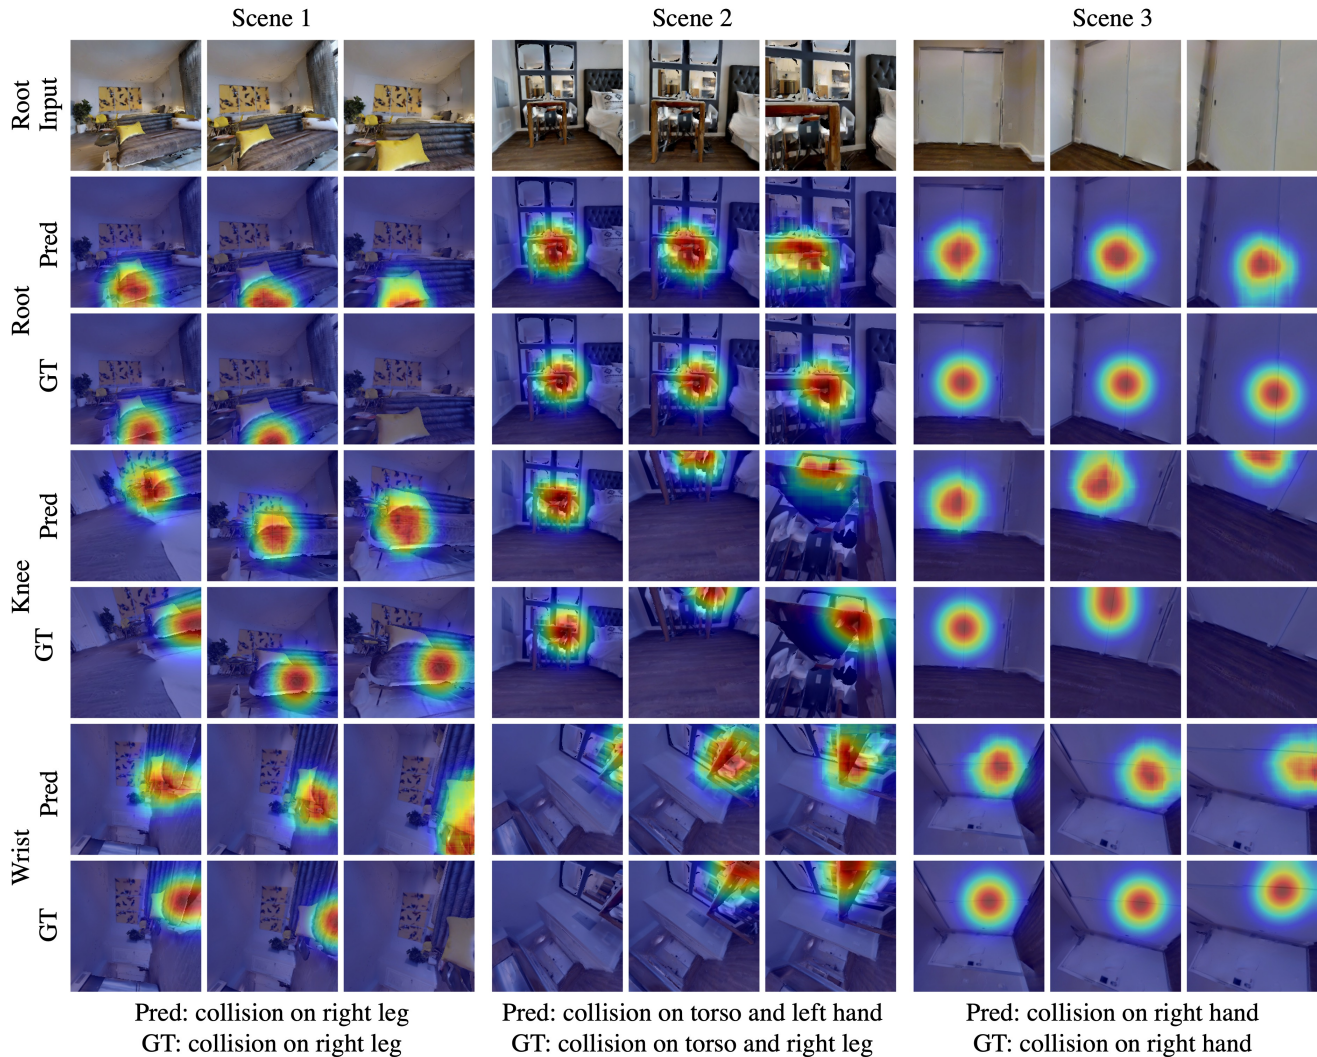 Scene 1
Scene 2
Scene 3
Root Input
Root
Pred
GT
Knee
Pred
GT
Wrist
Pred
GT
Pred: collision on right leg
GT: collision on right leg
Pred: collision on torso and left hand
GT: collision on torso and right leg
Pred: collision on right hand
GT: collision on right hand